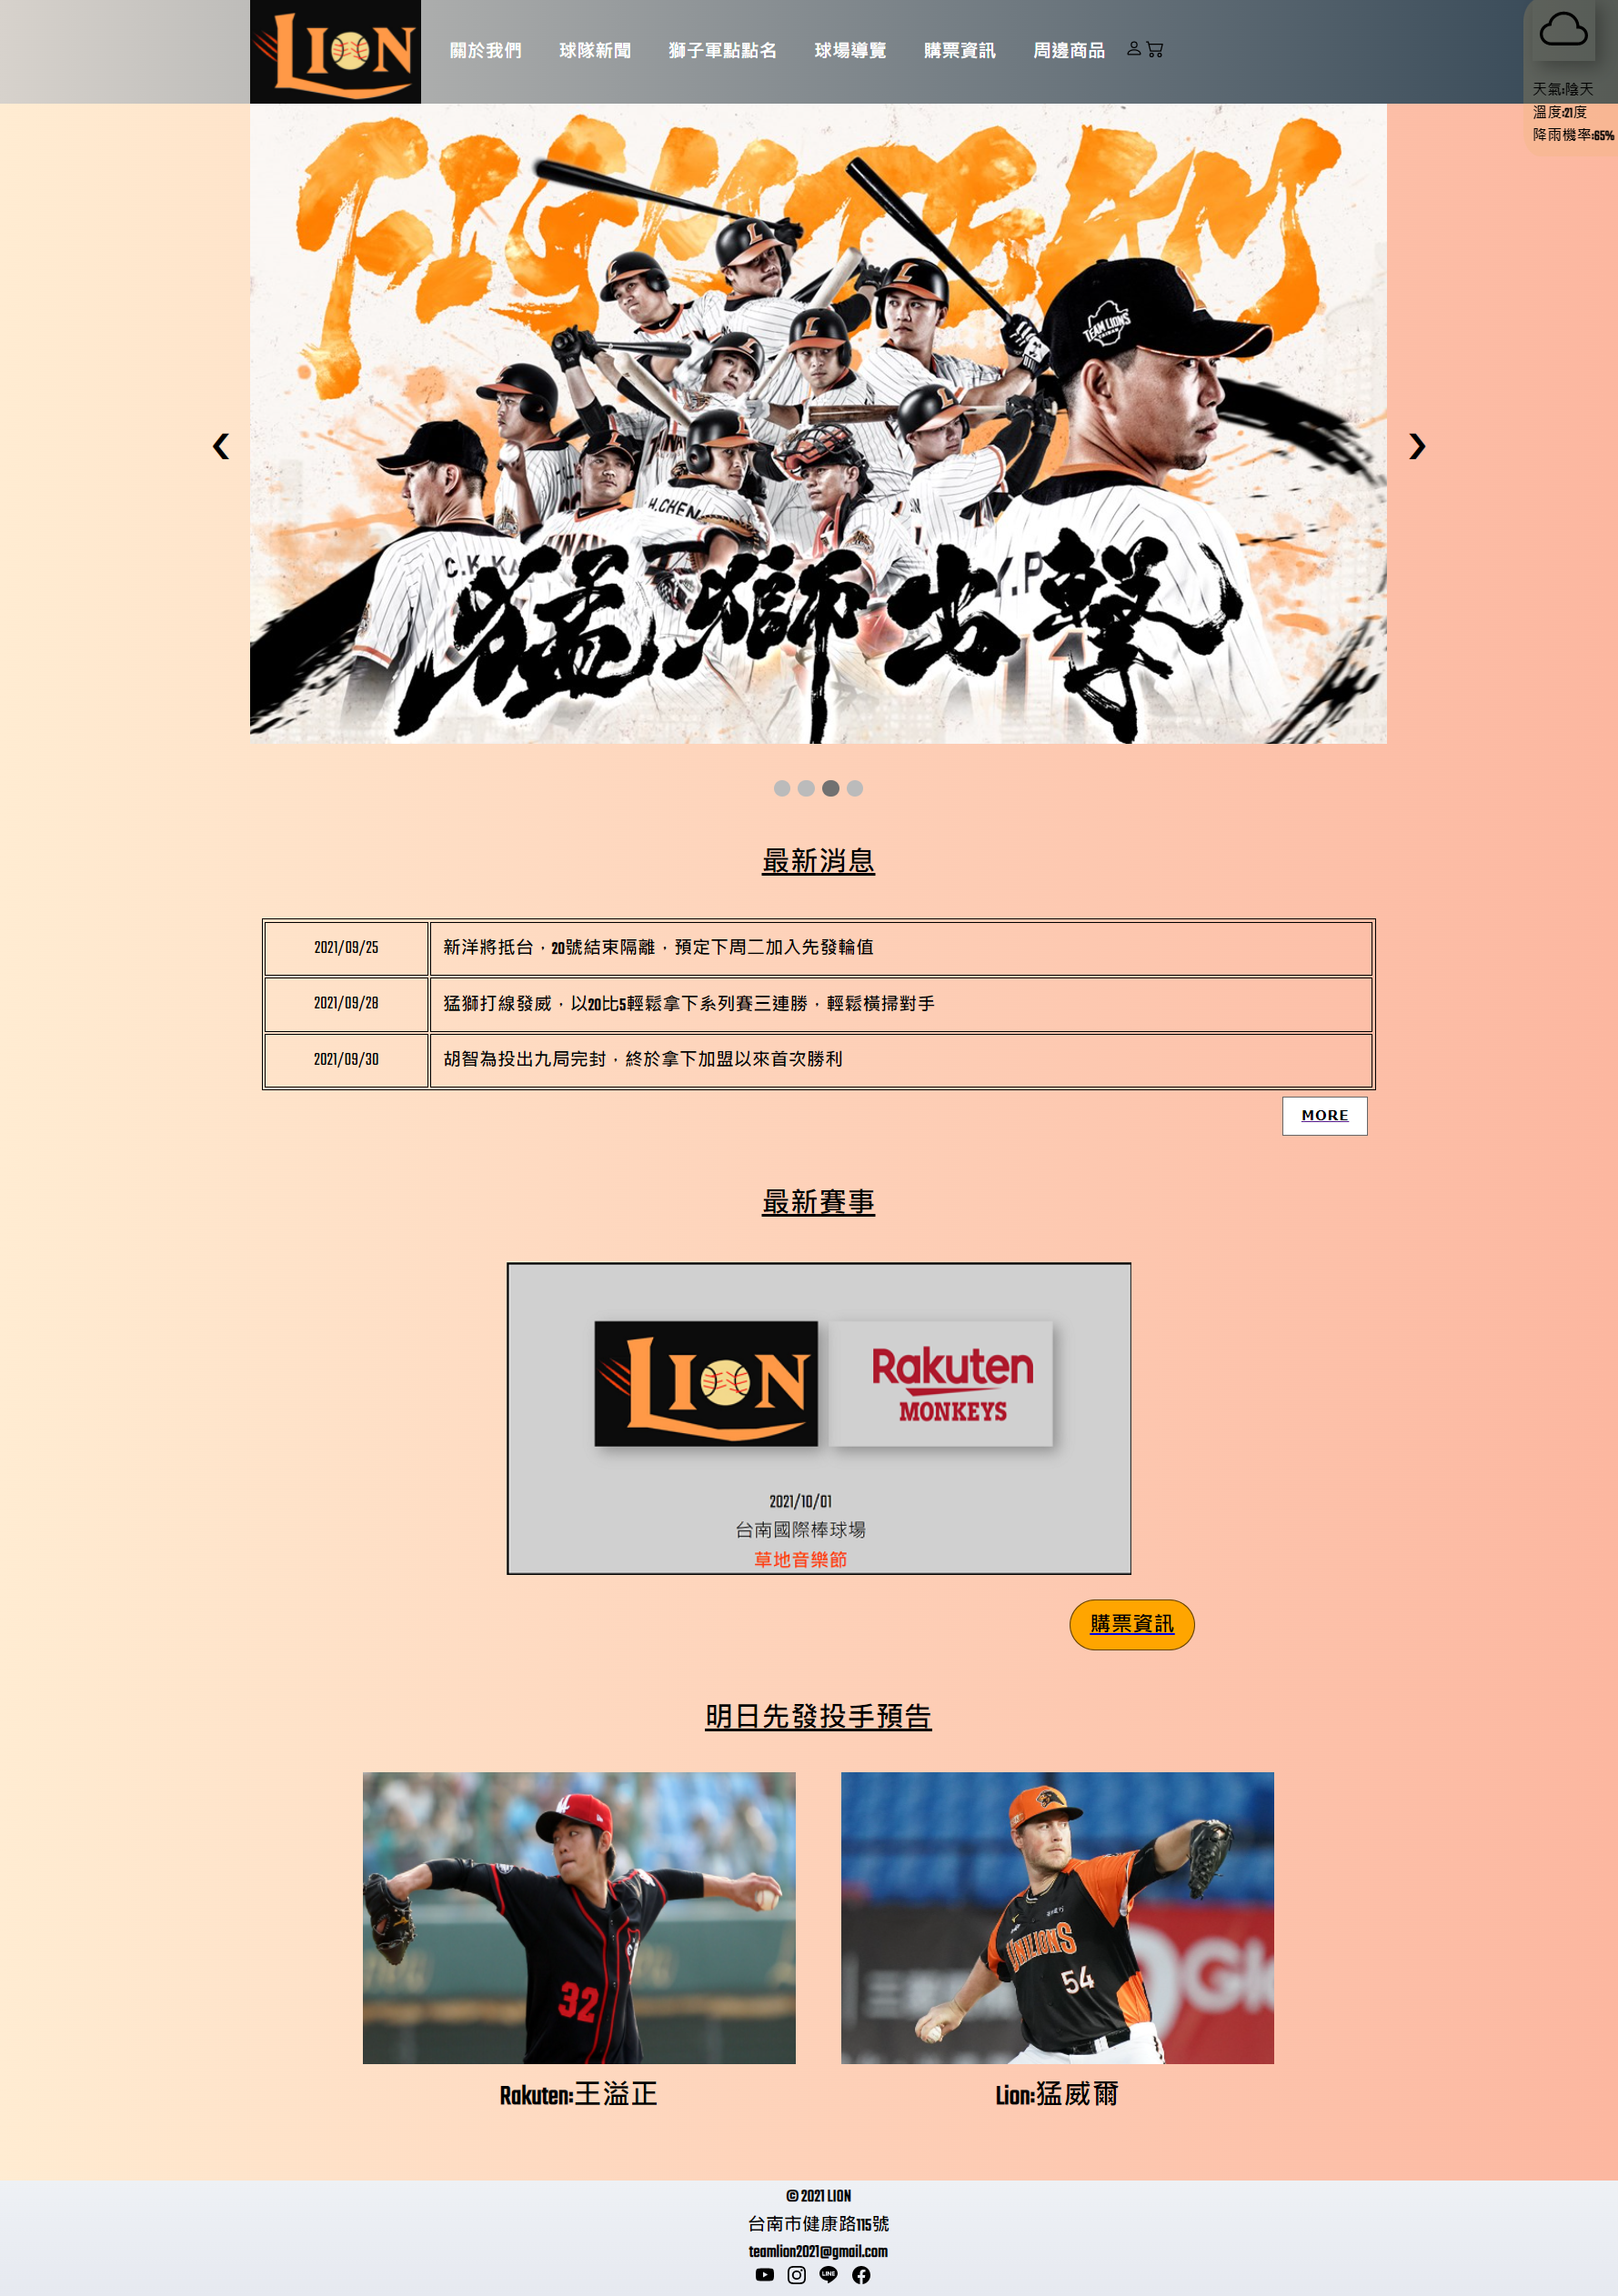 LION
關於我們
球隊新聞
獅子軍點點名
球場導覽
購票資訊
周邊商品
天氣:陰天
溫度:21度
降雨機率:65%
TEAM LIONS
H.CHEN
C.K.KA
Y.P
猛獅出擊
最新消息
2021/09/25 新洋將抵台，20號結束隔離，預定下周二加入先發輪值
2021/09/28 猛獅打線發威，以20比5輕鬆拿下系列賽三連勝，輕鬆橫掃對手
2021/09/30 胡智為投出九局完封，終於拿下加盟以來首次勝利
MORE
最新賽事
LION
Rakuten
MONKEYS
2021/10/01
台南國際棒球場
草地音樂節
購票資訊
明日先發投手預告
32
UNILIONS
54
Rakuten:王溢正
Lion:猛威爾
© 2021 LION
台南市健康路115號
teamlion2021@gmail.com
LINE